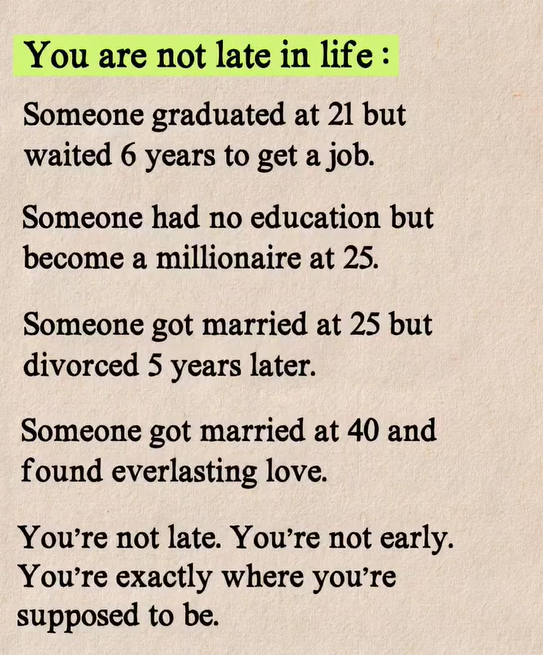 You are not late in life :
Someone graduated at 21 but
waited 6 years to get a job.
Someone had no education but
become a millionaire at 25.
Someone got married at 25 but
divorced 5 years later.
Someone got married at 40 and
found everlasting love.
You’re not late. You’re not early.
You’re exactly where you’re
supposed to be.